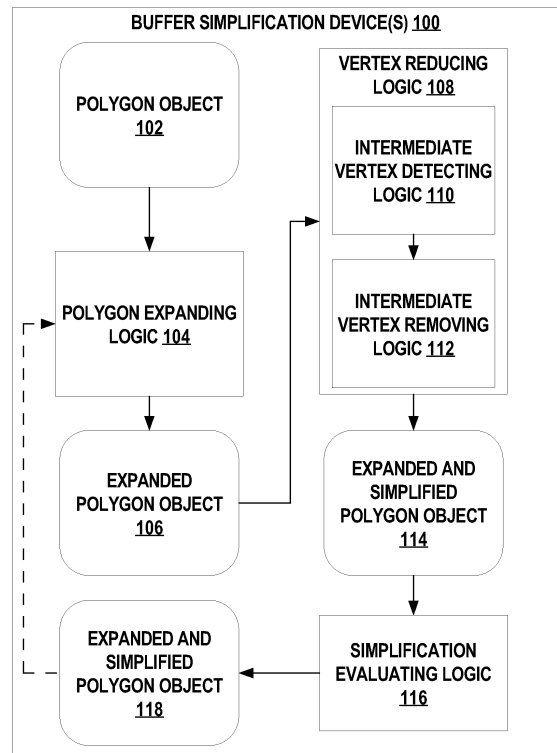 BUFFER SIMPLIFICATION DEVICE(S) 100
POLYGON OBJECT
102
POLYGON EXPANDING
LOGIC 104
EXPANDED
POLYGON OBJECT
106
VERTEX REDUCING
LOGIC 108
INTERMEDIATE
VERTEX DETECTING
LOGIC 110
INTERMEDIATE
VERTEX REMOVING
LOGIC 112
EXPANDED AND
SIMPLIFIED
POLYGON OBJECT
114
SIMPLIFICATION
EVALUATING LOGIC
116
EXPANDED AND
SIMPLIFIED
POLYGON OBJECT
118